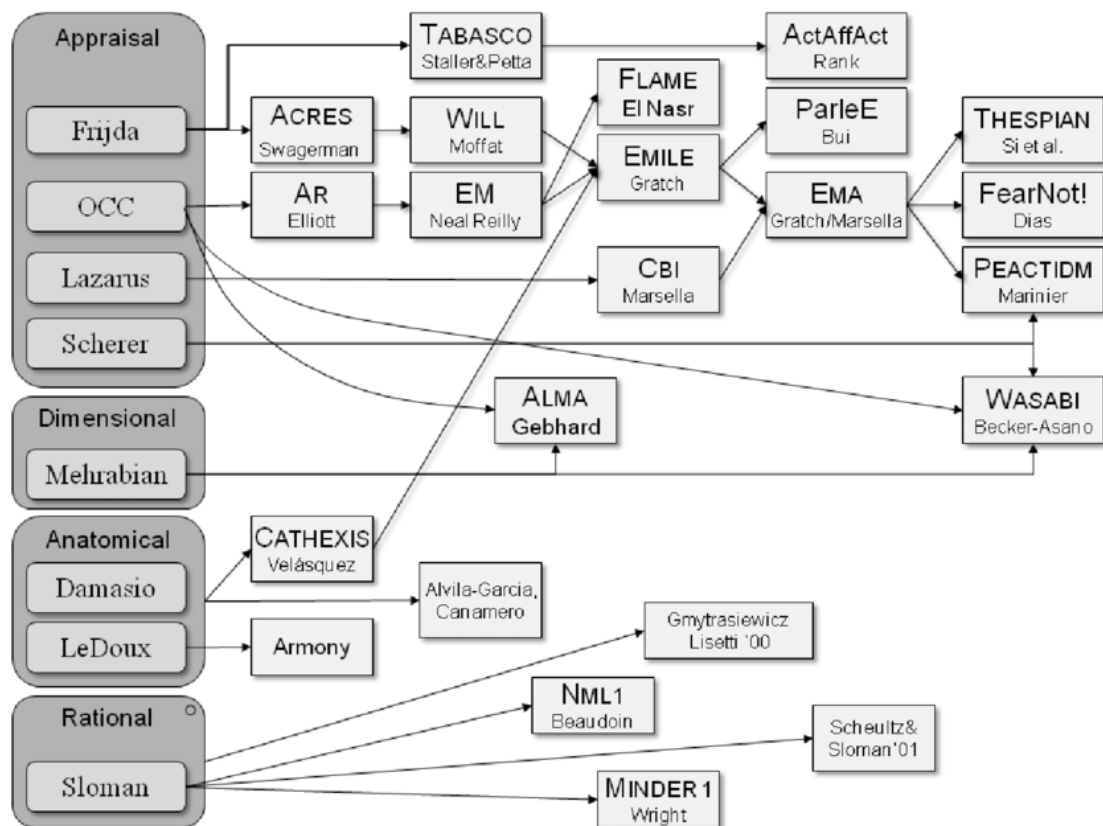 Appraisal
Frijda
OCC
Lazarus
Scherer
Dimensional
Mehrabian
Anatomical
Damasio
LeDoux
Rational
Sloman
TABASCO
Staller&Petta
ActAffAct
Rank
FLAME
El Nasr
ACRES
Swagerman
WILL
Moffat
ParleE
Bui
THESPIAN
Si et al.
EMILE
Gratch
AR
Elliott
EM
Neal Reilly
EMA
Gratch/Marsella
FearNot!
Dias
CBI
Marsella
PEACTIDM
Marinier
ALMA
Gebhard
WASABI
Becker-Asano
CATHEXIS
Velásquez
Alvila-Garcia,
Canamero
Armony
Gmytrasiewicz
Lisetti '00
NML1
Beaudoin
Scheultz&
Sloman'01
MINDER1
Wright